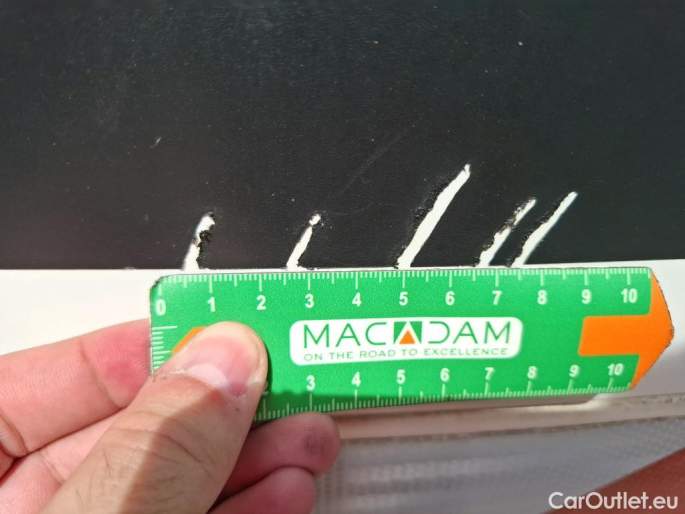 0 1 2 3 4 5 6 7 8 9 10
MACADAM
ON THE ROAD TO EXCELLENCE
3 4 5 6 7 8 9 10
CarOutlet.eu